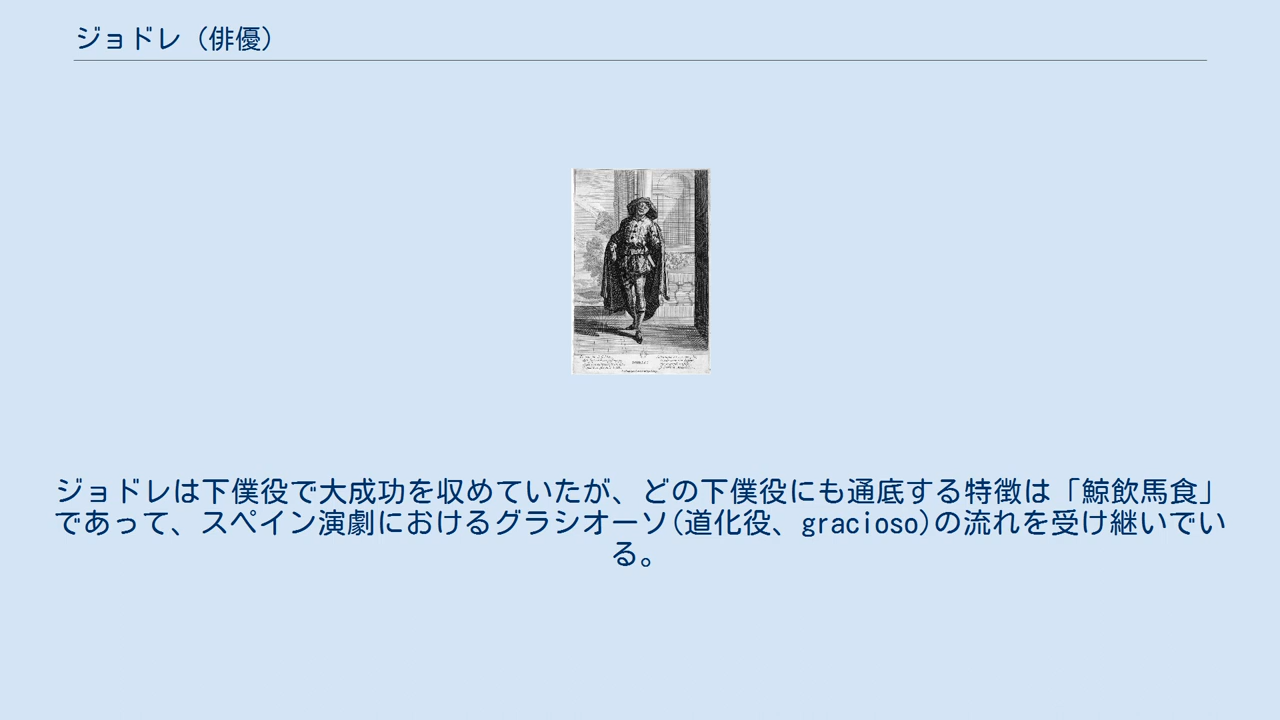 ジョドレ（俳優）
ジョドレは下僕役で大成功を収めていたが、どの下僕役にも通底する特徴は「鯨飲馬食」
であって、スペイン演劇におけるグラシオーソ(道化役、gracioso)の流れを受け継いでい
る。